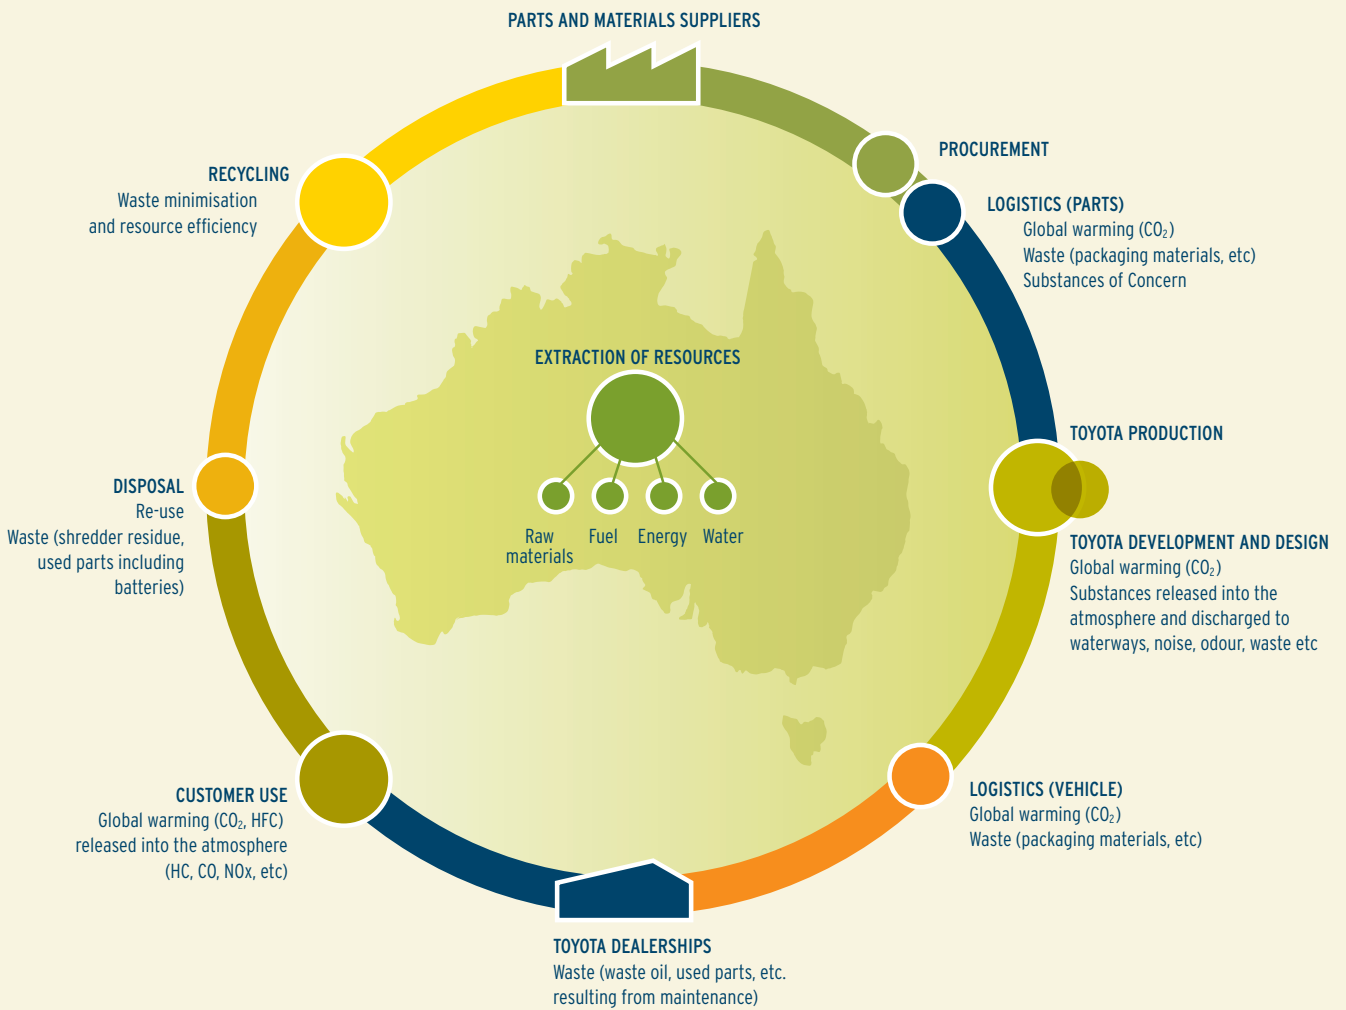 PARTS AND MATERIALS SUPPLIERS
PROCUREMENT
LOGISTICS (PARTS)
Global warming (CO₂)
Waste (packaging materials, etc)
Substances of Concern
TOYOTA PRODUCTION
TOYOTA DEVELOPMENT AND DESIGN
Global warming (CO₂)
Substances released into the
atmosphere and discharged to
waterways, noise, odour, waste etc
LOGISTICS (VEHICLE)
Global warming (CO₂)
Waste (packaging materials, etc)
TOYOTA DEALERSHIPS
Waste (waste oil, used parts, etc.
resulting from maintenance)
CUSTOMER USE
Global warming (CO₂, HFC)
released into the atmosphere
(HC, CO, NOx, etc)
DISPOSAL
Re-use
Waste (shredder residue,
used parts including
batteries)
RECYCLING
Waste minimisation
and resource efficiency
EXTRACTION OF RESOURCES
Raw
materials
Fuel
Energy
Water